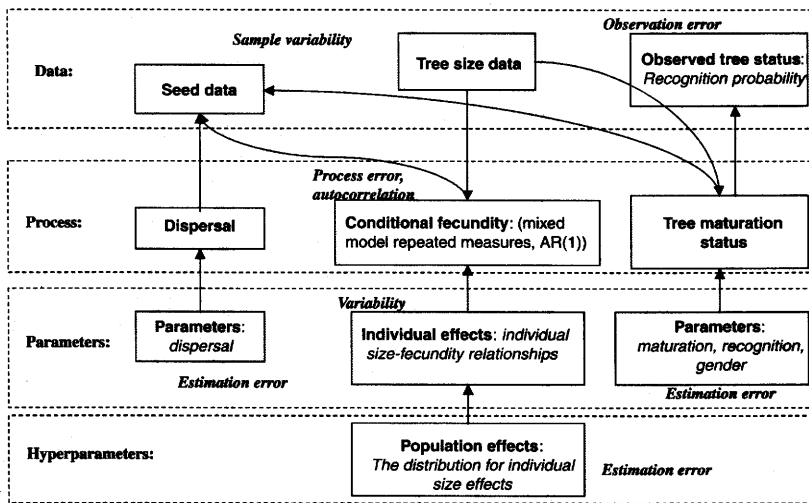 Observation error
Sample variability
Tree size data
Observed tree status:
Recognition probability
Data:
Seed data
Process error,
autocorrelation
Process:
Dispersal
Conditional fecundity: (mixed
model repeated measures, AR(1))
Tree maturation
status
Variability
Parameters:
Parameters:
dispersal
Individual effects: individual
size-fecundity relationships
Parameters:
maturation, recognition,
gender
Estimation error
Estimation error
Hyperparameters:
Population effects:
The distribution for individual
size effects
Estimation error